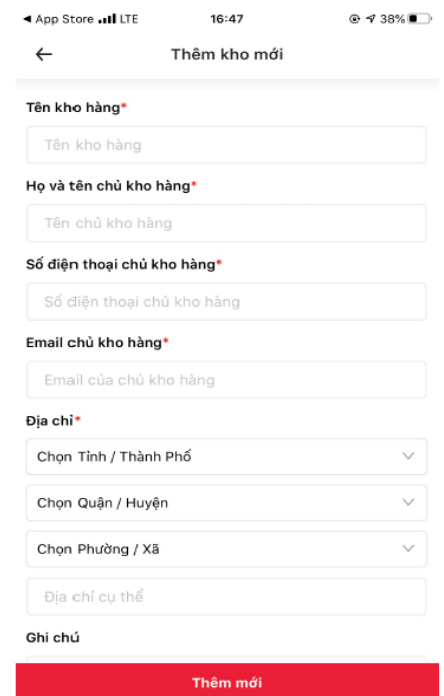 App Store LTE 16:47 38%
Thêm kho mới
Tên kho hàng*
Tên kho hàng
Họ và tên chủ kho hàng*
Tên chủ kho hàng
Số điện thoại chủ kho hàng*
Số điện thoại chủ kho hàng
Email chủ kho hàng*
Email của chủ kho hàng
Địa chỉ*
Chọn Tỉnh / Thành Phố
Chọn Quận / Huyện
Chọn Phường / Xã
Địa chỉ cụ thể
Ghi chú
Thêm mới